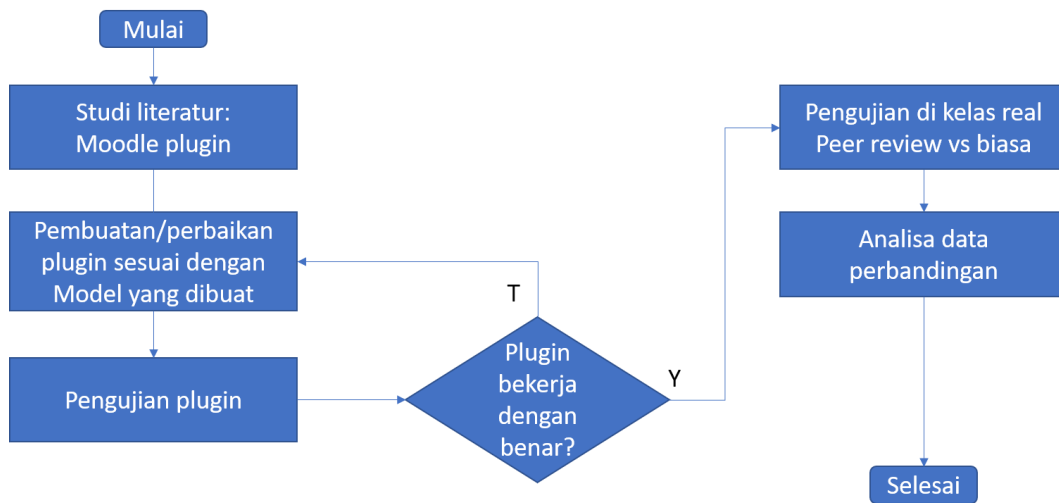 Mulai
Studi literatur:
Moodle plugin
Pembuatan/perbaikan
plugin sesuai dengan
Model yang dibuat
Pengujian plugin
Plugin
bekerja
dengan
benar?
T
Y
Pengujian di kelas real
Peer review vs biasa
Analisa data
perbandingan
Selesai